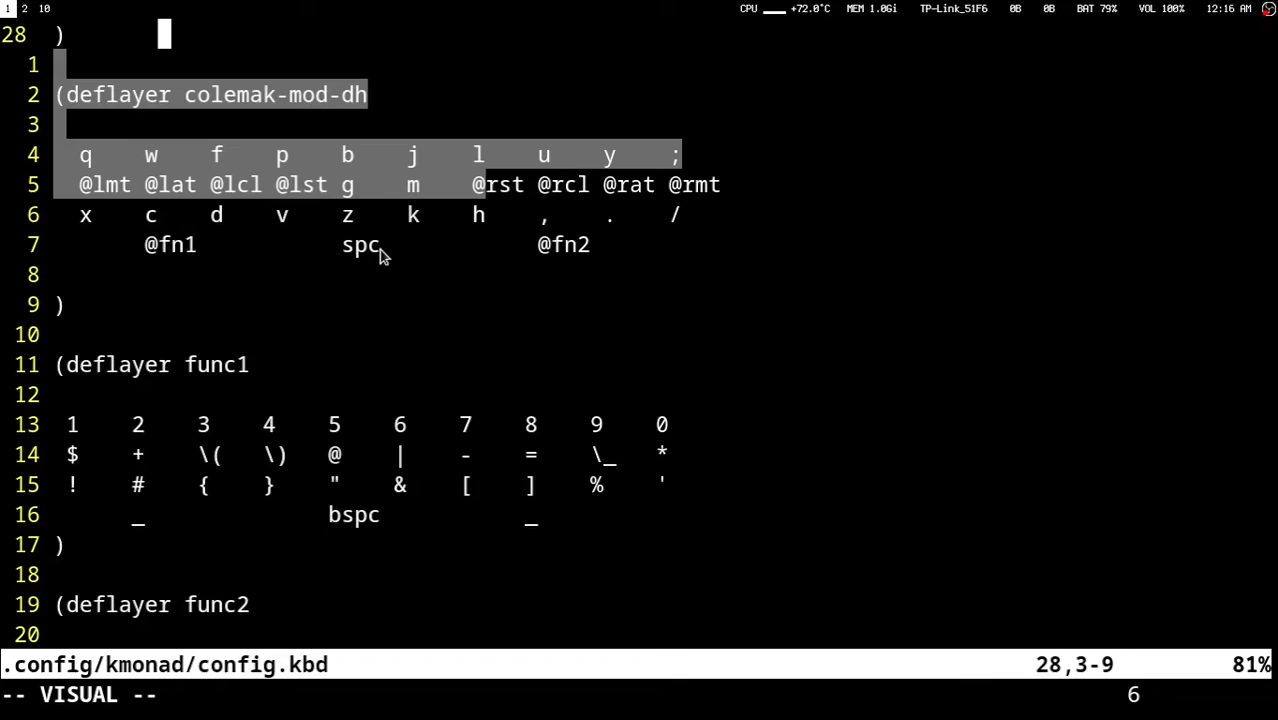 1 2 10 CPU +72.0°C MEM 1.0Gi TP-Link_51F6 0B 0B BAT 79% VOL 100% 12:16 AM
28 )
1
2 (deflayer colemak-mod-dh
3
4 q w f p b j l u y ;
5 @lmt @lat @lcl @lst g m @rst @rcl @rat @rmt
6 x c d v z k h , . /
7 @fn1 spc @fn2
8
9 )
10
11 (deflayer func1
12
13 1 2 3 4 5 6 7 8 9 0
14 $ + \( \) @ | - = \_ *
15 ! # { } " & [ ] % '
16 _ bspc _
17 )
18
19 (deflayer func2
20
.config/kmonad/config.kbd 28,3-9 81%
-- VISUAL -- 6